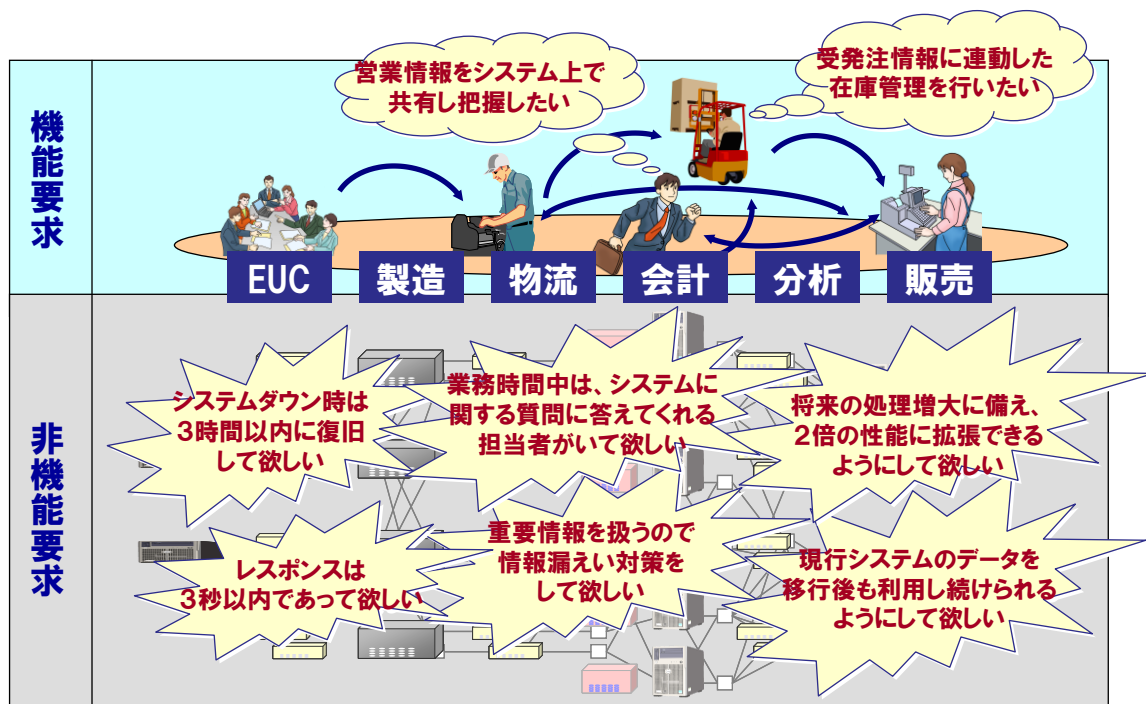 機能要求
営業情報をシステム上で
共有し把握したい
受発注情報に連動した
在庫管理を行いたい
EUC
製造
物流
会計
分析
販売
非機能要求
システムダウン時は
3時間以内に復旧
して欲しい
業務時間中は、システムに
関する質問に答えてくれる
担当者がいて欲しい
将来の処理増大に備え、
2倍の性能に拡張できる
ようにして欲しい
レスポンスは
3秒以内であって欲しい
重要情報を扱うので
情報漏えい対策を
して欲しい
現行システムのデータを
移行後も利用し続けられる
ようにして欲しい